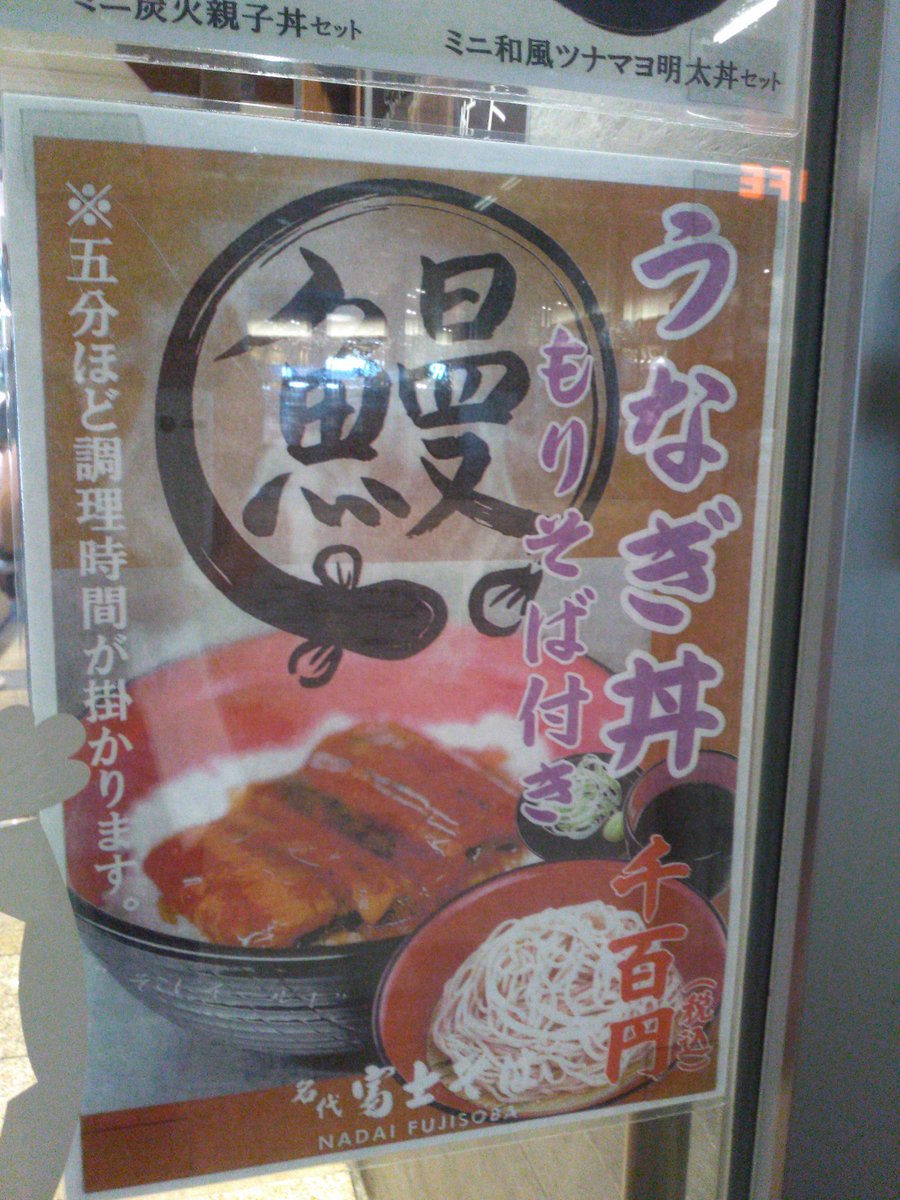 ミニ炭火親子丼セット
ミニ和風ツナマヨ明太丼セット
うなぎ丼
もりそば付き
千百円
(税込)
鰻
※五分ほど調理時間が掛かります。
名代 富士そば
NADAI FUJISOBA